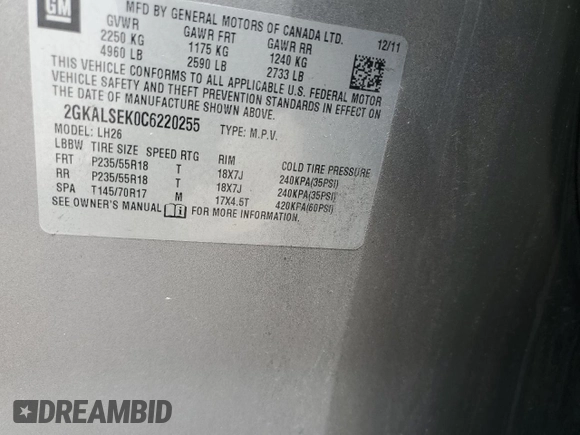 GM
MFD BY GENERAL MOTORS OF CANADA LTD.
GVWR GAWR FRT GAWR RR 12/11
2250 KG 1175 KG 1240 KG
4960 LB 2590 LB 2733 LB
THIS VEHICLE CONFORMS TO ALL APPLICABLE U.S. FEDERAL MOTOR
VEHICLE SAFETY AND THEFT PREVENTION STANDARDS IN EFFECT ON
THE DATE OF MANUFACTURE SHOWN ABOVE.
2GKALSEK0C6220255 TYPE: M.P.V.
MODEL: LH26
LBBW TIRE SIZE SPEED RTG RIM COLD TIRE PRESSURE
FRT P235/55R18 T 18X7J 240KPA(35PSI)
RR P235/55R18 T 18X7J 240KPA(35PSI)
SPA T145/70R17 M 17X4.5T 420KPA(60PSI)
SEE OWNER'S MANUAL FOR MORE INFORMATION.
DREAMBID